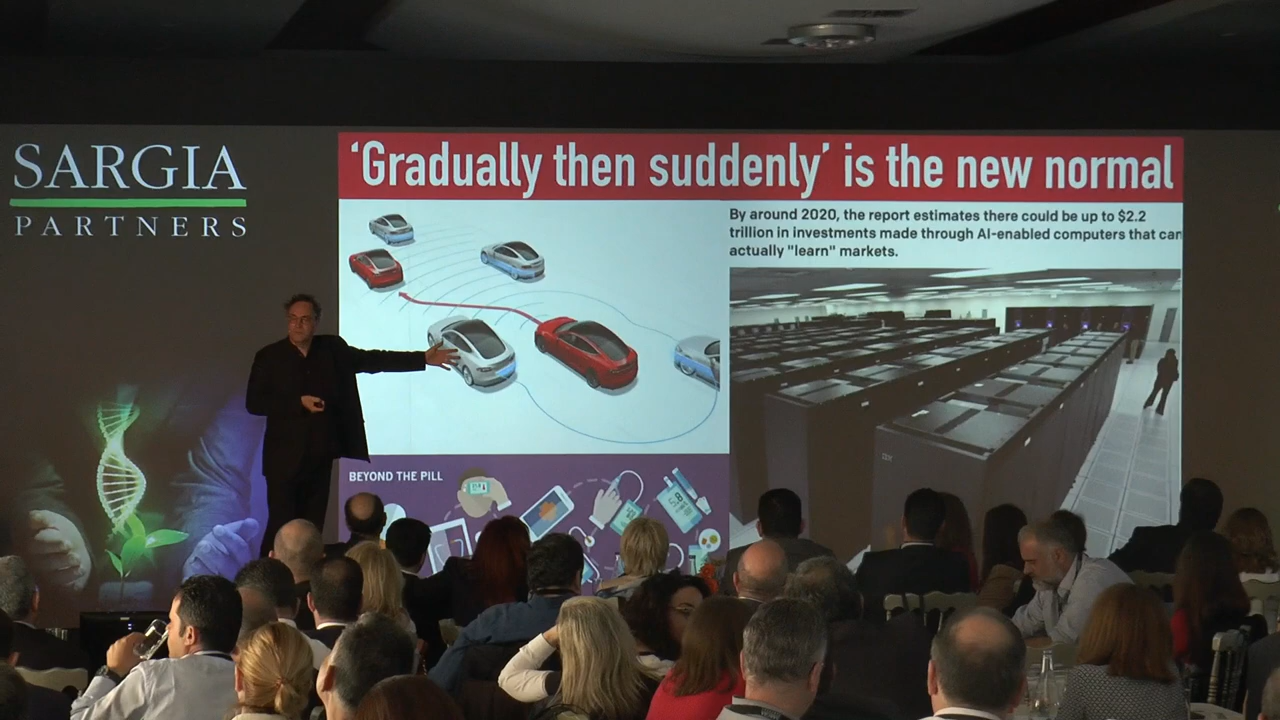 SARGIA
PARTNERS
‘Gradually then suddenly’ is the new normal
By around 2020, the report estimates there could be up to $2.2
trillion in investments made through AI-enabled computers that can
actually "learn" markets.
BEYOND THE PILL
IBM